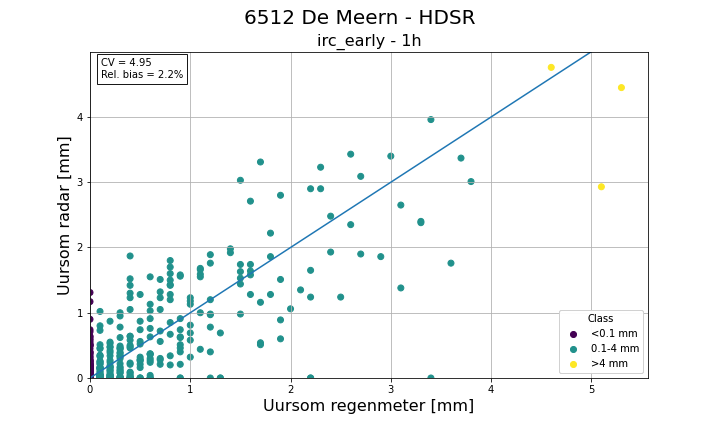 6512 De Meern - HDSR
irc_early - 1h
CV = 4.95
Rel. bias = 2.2%
Uursom radar [mm]
4
3
2
1
0
0 1 2 3 4 5
Uursom regenmeter [mm]
Class
<0.1 mm
0.1-4 mm
>4 mm